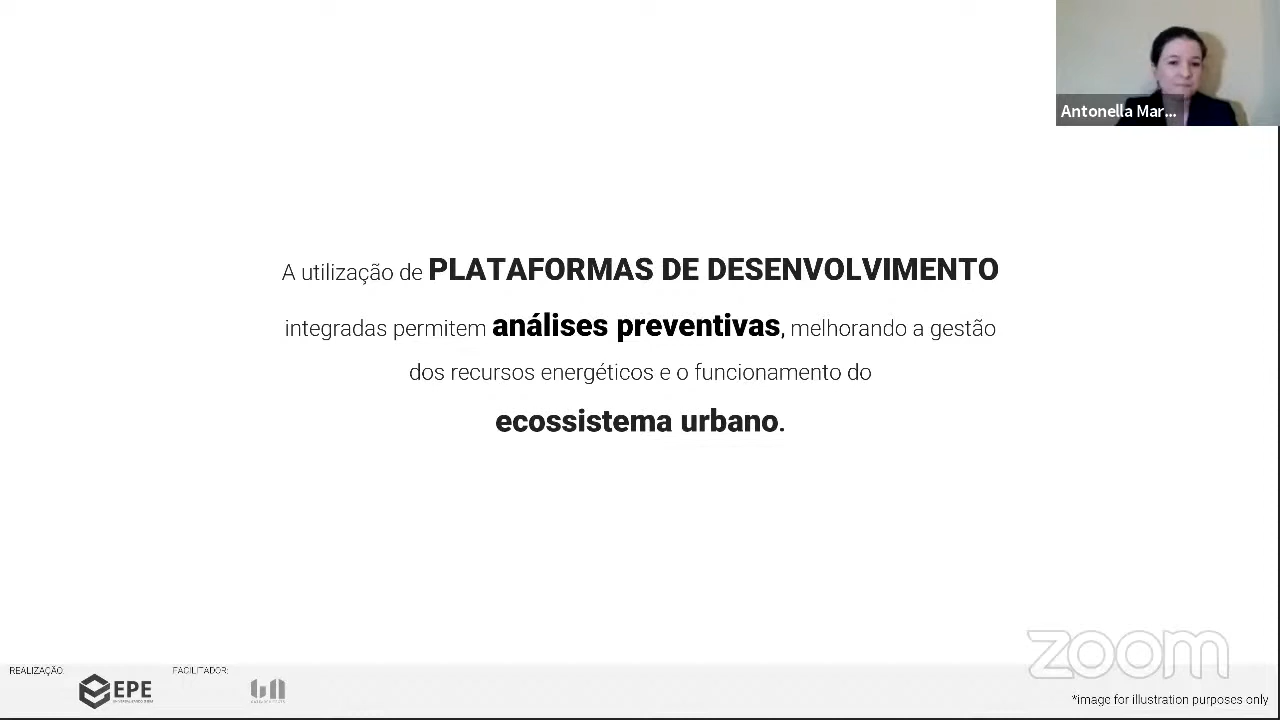 Antonella Mar...
A utilização de PLATAFORMAS DE DESENVOLVIMENTO
integradas permitem análises preventivas, melhorando a gestão
dos recursos energéticos e o funcionamento do
ecossistema urbano.
zoom
REALIZAÇÃO
FACILITADOR:
EPE
*image for illustration purposes only